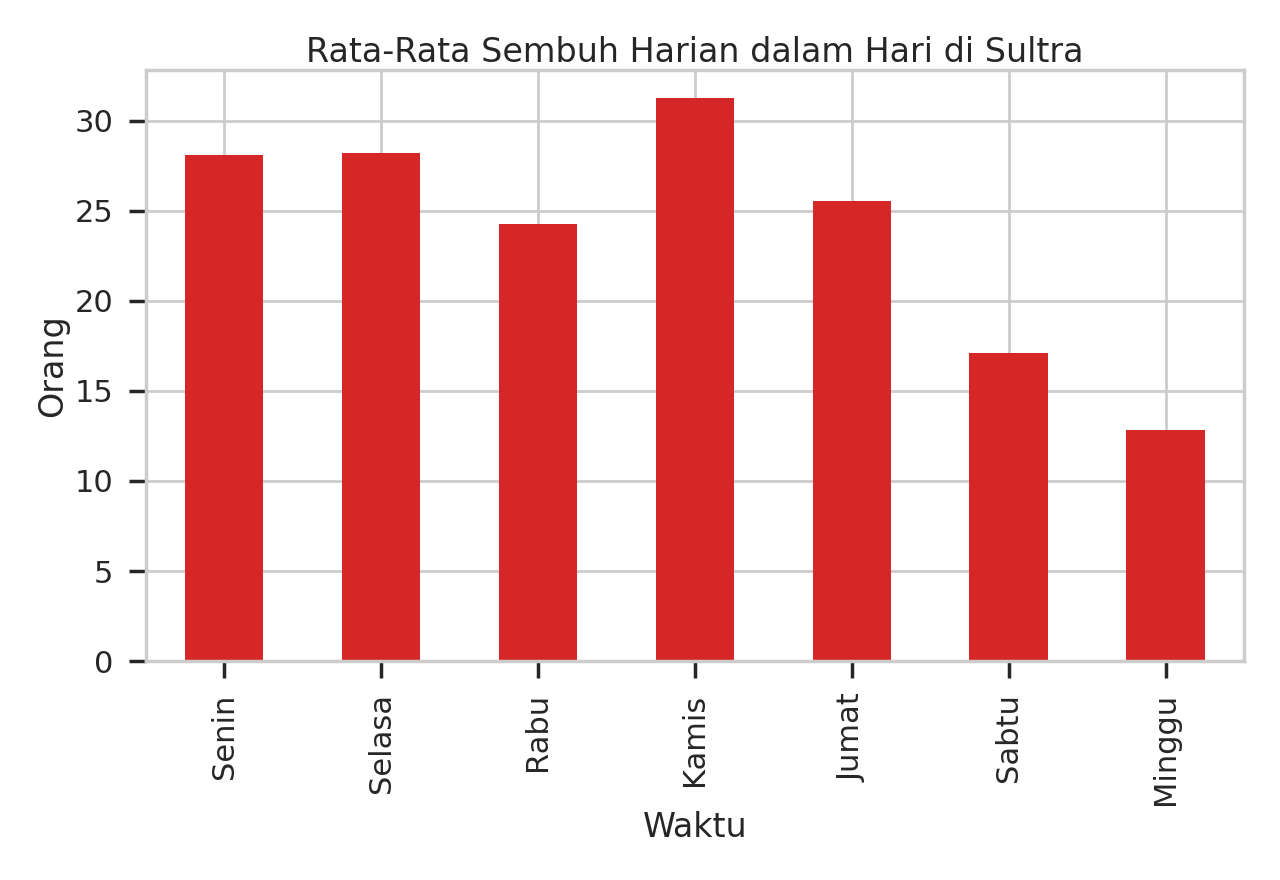 Rata-Rata Sembuh Harian dalam Hari di Sultra
Orang
30
25
20
15
10
5
0
Senin
Selasa
Rabu
Kamis
Jumat
Sabtu
Minggu
Waktu